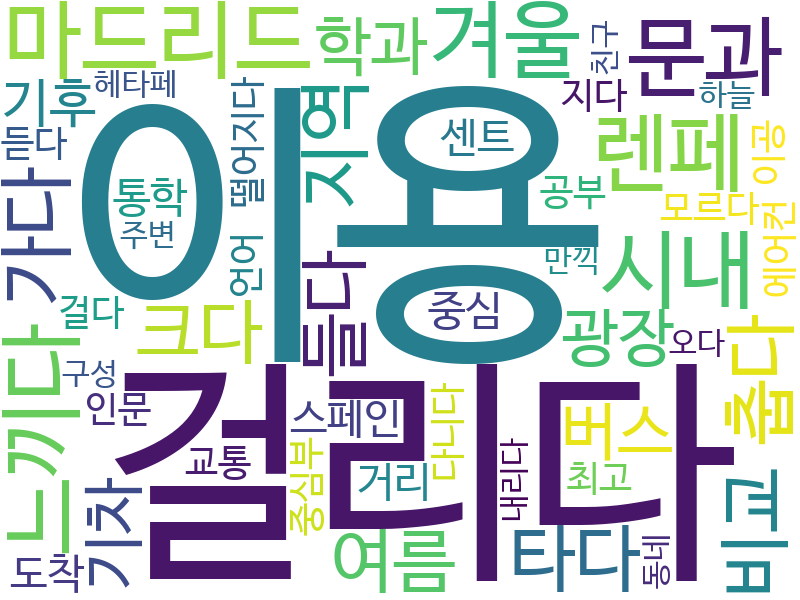 마드리드
학과
겨울
친구
문과
기후
헤타페
지다
하늘
듣다
떨어지다
지역
센트
렌페
이공
이용
통학
주변
공부
모르다
가다
언어
만끽
시내
에어컨
걸다
크다
들다
중심
광장
오다
느끼다
구성
인문
걸리다
스페인
다니다
버스
춥다
교통
중심부
거리
내리다
최고
기차
도착
여름
타다
동네
비교